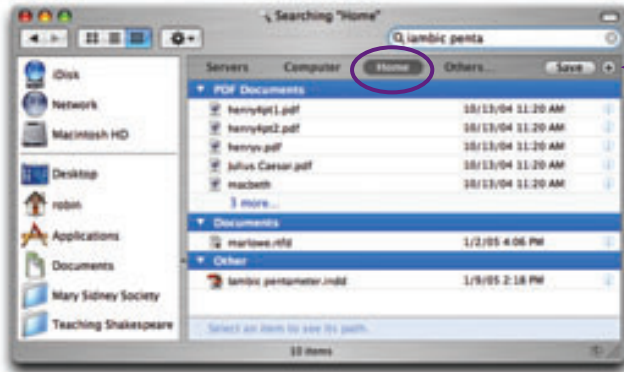 Searching "Home"
iambic penta
Servers Computer Home Others... Save
iDisk
Network
Macintosh HD
Desktop
robin
Applications
Documents
Mary Sidney Society
Teaching Shakespeare
PDF Documents
henry4pt1.pdf 10/13/04 11:20 AM
henry4pt2.pdf 10/13/04 11:20 AM
henryv.pdf 10/13/04 11:20 AM
Julius Caesar.pdf 10/13/04 11:20 AM
macbeth 10/13/04 11:20 AM
3 more...
Documents
marlowe.rtfd 1/2/05 4:06 PM
Other
Iambic pentameter.indd 1/9/05 2:18 PM
Select an item to see its path.
10 items